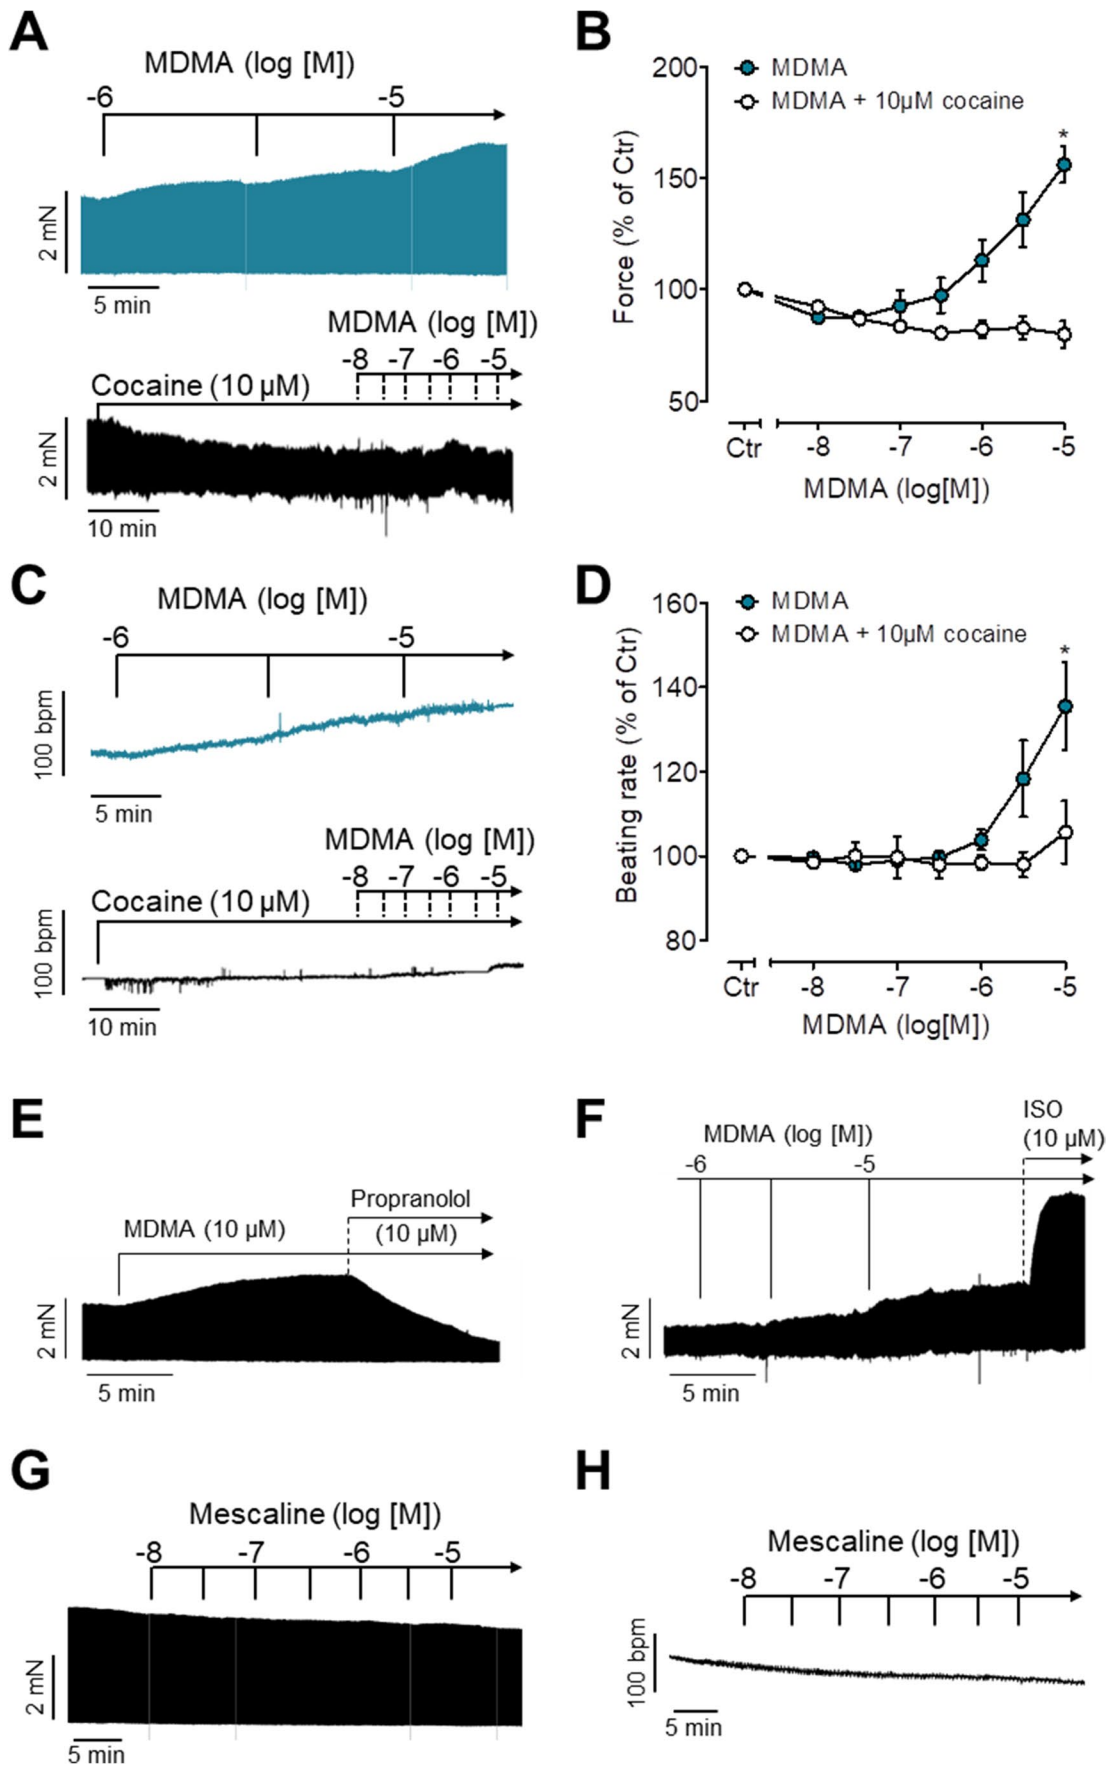 A
MDMA (log [M])
-6 -5
2 mN
5 min
MDMA (log [M])
-8 -7 -6 -5
Cocaine (10 µM)
2 mN
10 min
B
MDMA
MDMA + 10µM cocaine
*
200
150
100
50
Force (% of Ctr)
Ctr -8 -7 -6 -5
MDMA (log[M])
C
MDMA (log [M])
-6 -5
100 bpm
5 min
MDMA (log [M])
-8 -7 -6 -5
Cocaine (10 µM)
100 bpm
10 min
D
MDMA
MDMA + 10µM cocaine
*
160
140
120
100
80
Beating rate (% of Ctr)
Ctr -8 -7 -6 -5
MDMA (log[M])
E
Propranolol
(10 µM)
MDMA (10 µM)
2 mN
5 min
F
ISO
(10 µM)
MDMA (log [M])
-6 -5
2 mN
5 min
G
Mescaline (log [M])
-8 -7 -6 -5
2 mN
5 min
H
Mescaline (log [M])
-8 -7 -6 -5
100 bpm
5 min